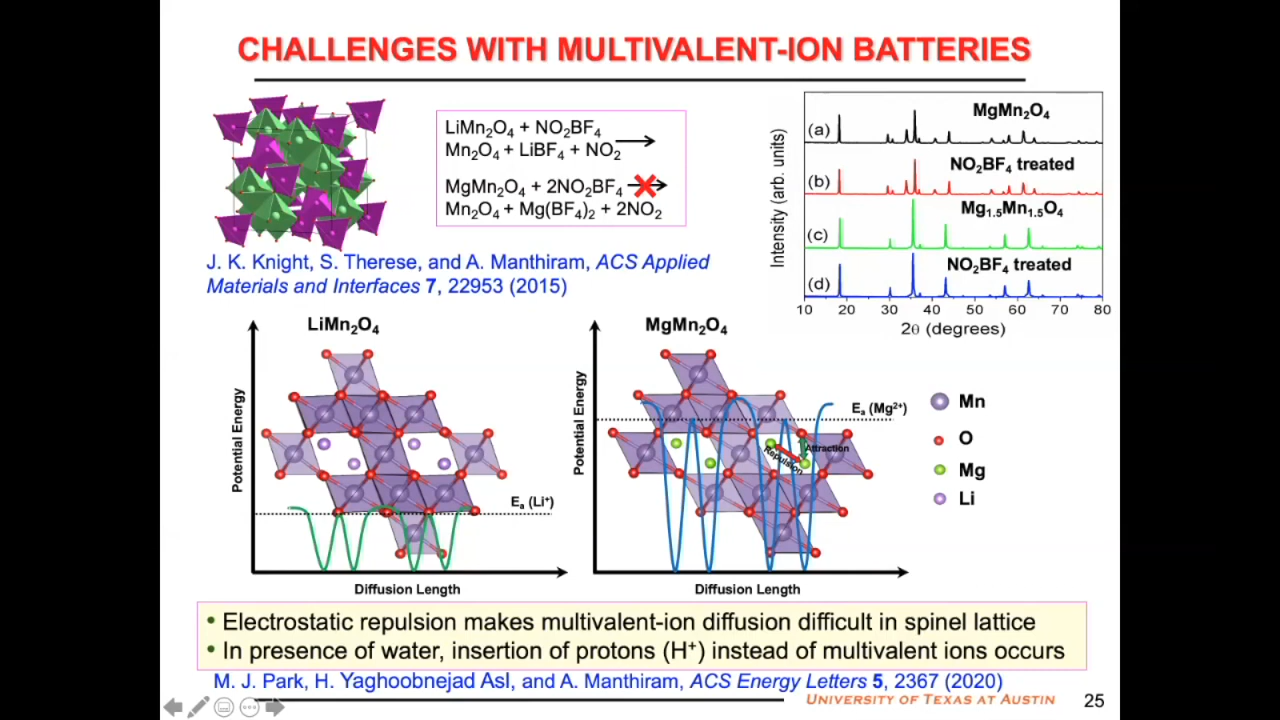 CHALLENGES WITH MULTIVALENT-ION BATTERIES
LiMn₂O₄ + NO₂BF₄
Mn₂O₄ + LiBF₄ + NO₂
MgMn₂O₄ + 2NO₂BF₄
Mn₂O₄ + Mg(BF₄)₂ + 2NO₂
J. K. Knight, S. Therese, and A. Manthiram, ACS Applied
Materials and Interfaces 7, 22953 (2015)
Intensity (arb. units)
(a)
MgMn₂O₄
(b)
NO₂BF₄ treated
(c)
Mg₁.₅Mn₁.₅O₄
(d)
NO₂BF₄ treated
10 20 30 40 50 60 70 80
2θ (degrees)
LiMn₂O₄
Potential Energy
Eₐ (Li⁺)
Diffusion Length
MgMn₂O₄
Potential Energy
Eₐ (Mg²⁺)
Repulsion
Attraction
Diffusion Length
Mn
O
Mg
Li
• Electrostatic repulsion makes multivalent-ion diffusion difficult in spinel lattice
• In presence of water, insertion of protons (H⁺) instead of multivalent ions occurs
M. J. Park, H. Yaghoobnejad Asl, and A. Manthiram, ACS Energy Letters 5, 2367 (2020)
UNIVERSITY OF TEXAS AT AUSTIN
25